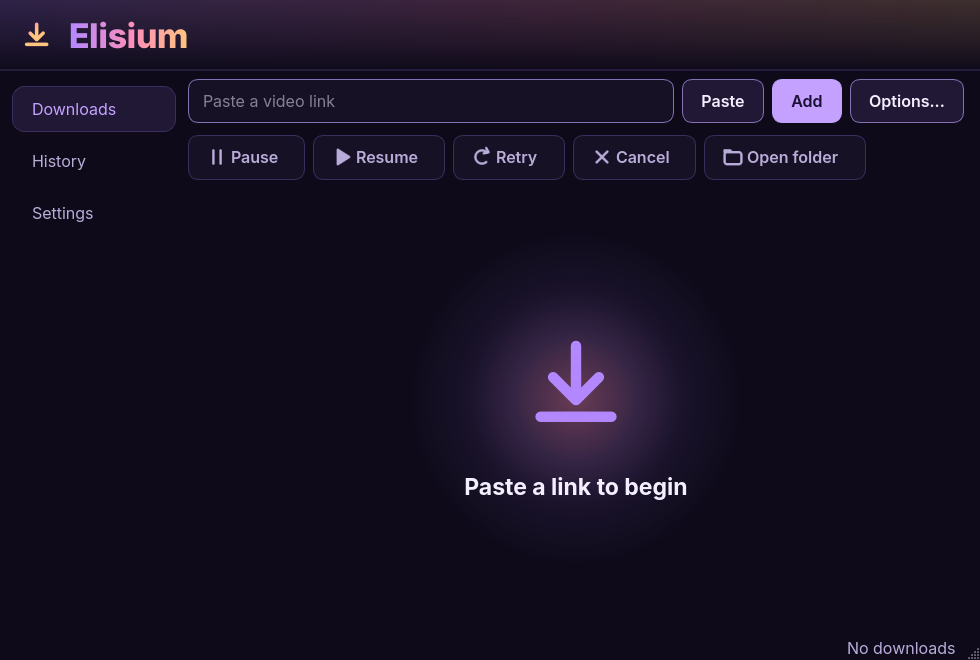 Elisium
Downloads
History
Settings
Paste a video link
Paste
Add
Options...
Pause
Resume
Retry
Cancel
Open folder
Paste a link to begin
No downloads